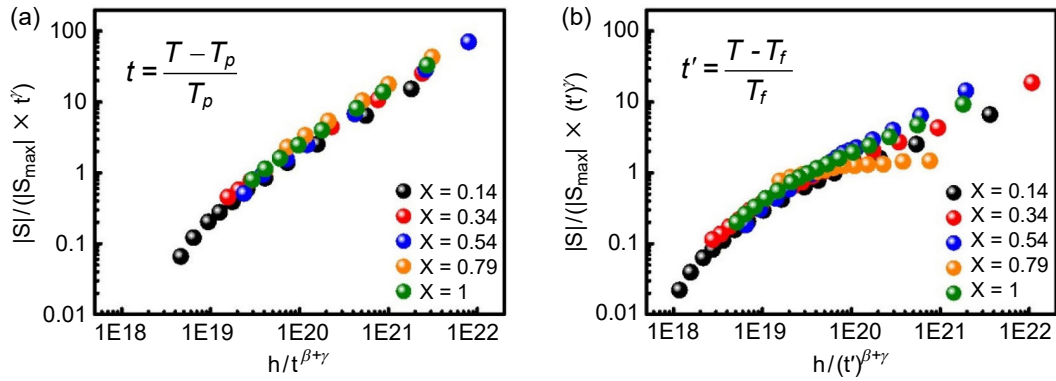 (a)
t = (T – Tp) / Tp
|S|/(|Smax| × t^γ)
100
10
1
0.1
0.01
X = 0.14
X = 0.34
X = 0.54
X = 0.79
X = 1
1E18 1E19 1E20 1E21 1E22
h/t^β+γ
(b)
t′ = (T - Tf) / Tf
|S|/(|Smax| × (t′)^γ)
100
10
1
0.1
0.01
X = 0.14
X = 0.34
X = 0.54
X = 0.79
X = 1
1E18 1E19 1E20 1E21 1E22
h/(t′)^β+γ